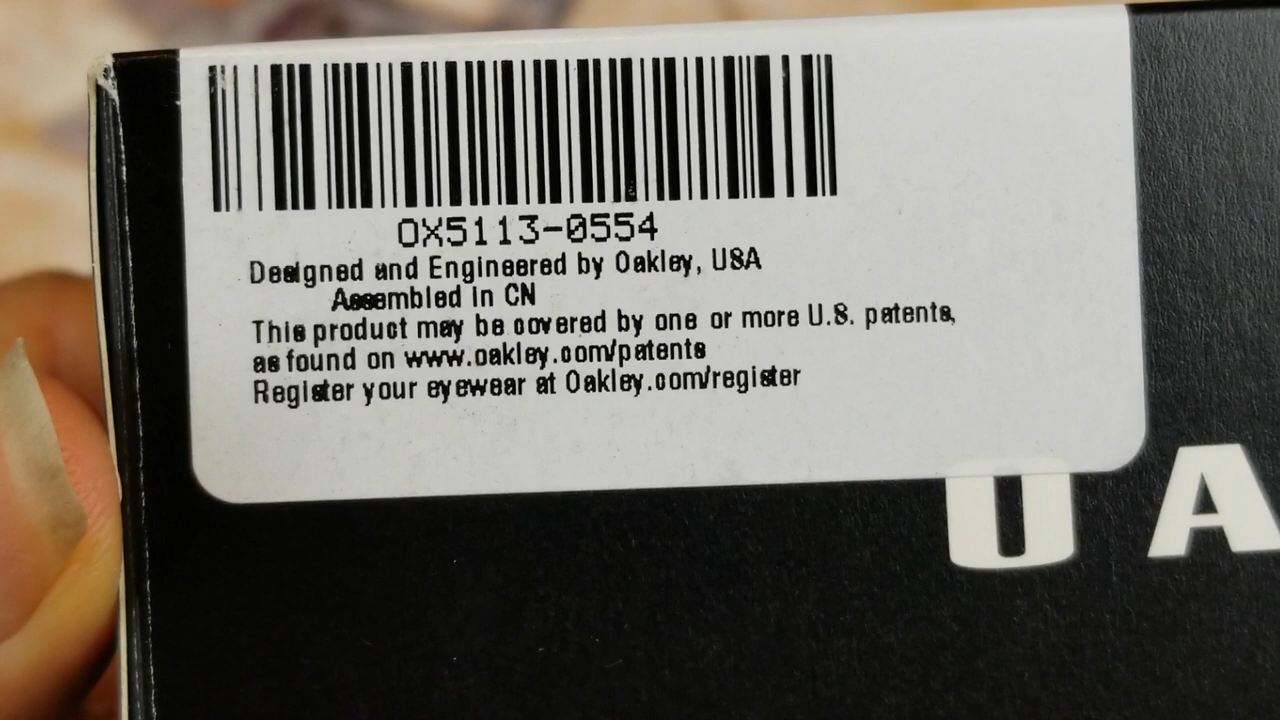 OX5113-0554
Designed and Engineered by Oakley, USA
Assembled in CN
This product may be covered by one or more U.S. patents,
as found on www.oakley.com/patents
Register your eyewear at Oakley.com/register
OA